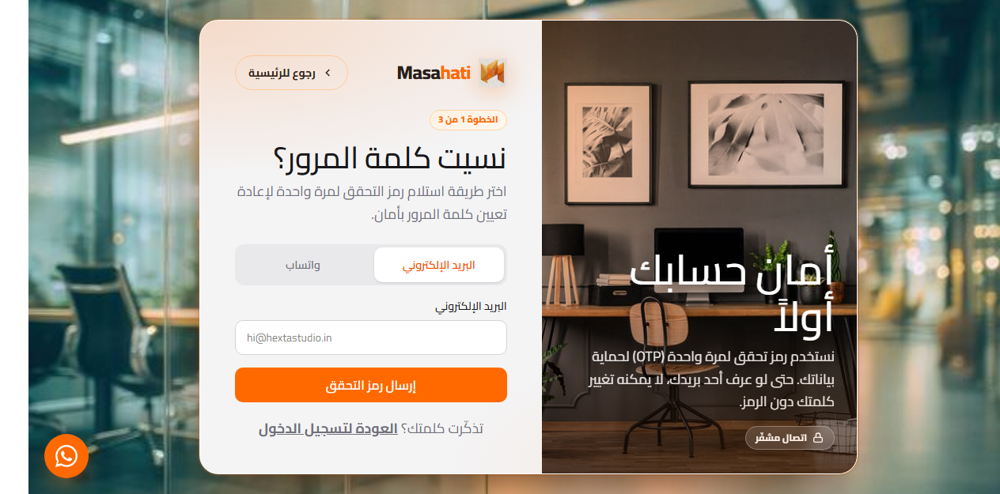 Masahati
رجوع للرئيسية
الخطوة 1 من 3
نسيت كلمة المرور؟
اختر طريقة استلام رمز التحقق لمرة واحدة لإعادة
تعيين كلمة المرور بأمان.
البريد الإلكتروني
واتساب
البريد الإلكتروني
hi@hextastudio.in
إرسال رمز التحقق
تذكّرت كلمتك؟ العودة لتسجيل الدخول
أمان حسابك
أولاً
نستخدم رمز تحقق لمرة واحدة (OTP) لحماية
بياناتك. حتى لو عرف أحد بريدك، لا يمكنه تغيير
كلمتك دون الرمز.
اتصال مشفّر